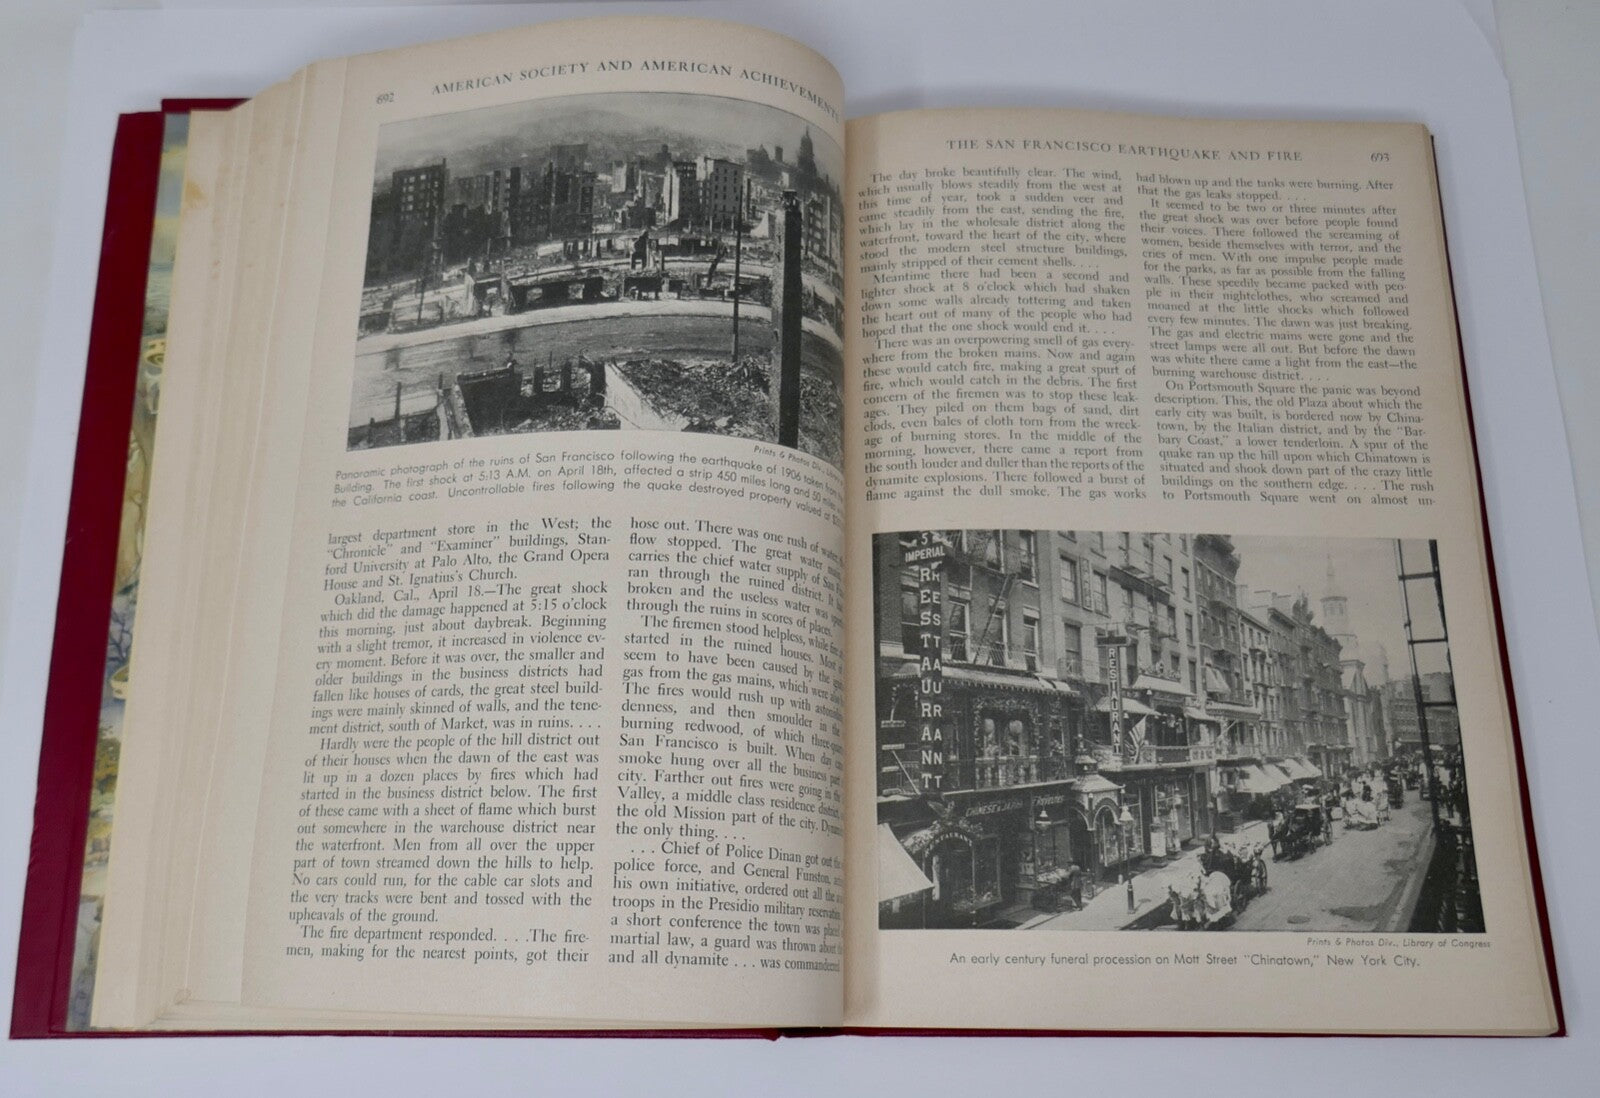 692
AMERICAN SOCIETY AND AMERICAN ACHIEVEMENTS
Prints & Photos Div., Library
Panoramic photograph of the ruins of San Francisco following the earthquake of 1906 taken from the
Building. The first shock at 5:13 A.M. on April 18th, affected a strip 450 miles long and 50 miles
the California coast. Uncontrollable fires following the quake destroyed property valued at
largest department store in the West; the
"Chronicle" and "Examiner" buildings, Stan-
ford University at Palo Alto, the Grand Opera
House and St. Ignatius's Church.
Oakland, Cal., April 18.—The great shock
which did the damage happened at 5:15 o'clock
this morning, just about daybreak. Beginning
with a slight tremor, it increased in violence ev-
ery moment. Before it was over, the smaller and
older buildings in the business districts had
fallen like houses of cards, the great steel build-
ings were mainly skinned of walls, and the tene-
ment district, south of Market, was in ruins. . . .
Hardly were the people of the hill district out
of their houses when the dawn of the east was
lit up in a dozen places by fires which had
started in the business district below. The first
of these came with a sheet of flame which burst
out somewhere in the warehouse district near
the waterfront. Men from all over the upper
part of town streamed down the hills to help.
No cars could run, for the cable car slots and
the very tracks were bent and tossed with the
upheavals of the ground.
The fire department responded. . . .The fire-
men, making for the nearest points, got their
hose out. There was one rush of water,
flow stopped. The great water main,
carries the chief water supply of San
ran through the ruined district. It
broken and the useless water was
through the ruins in scores of places.
The firemen stood helpless, while fire
started in the ruined houses. Most
seem to have been caused by the
gas from the gas mains, which were also
The fires would rush up with
denness, and then smoulder in the
burning redwood, of which
San Francisco is built. When day
smoke hung over all the business part
city. Farther out fires were going in the
Valley, a middle class residence district,
the old Mission part of the city.
the only thing. . . .
. . . Chief of Police Dinan got out the
police force, and General Funston,
his own initiative, ordered out all the
troops in the Presidio military reservation.
a short conference the town was placed
martial law, a guard was thrown about the
and all dynamite . . . was commandeered
THE SAN FRANCISCO EARTHQUAKE AND FIRE
693
The day broke beautifully clear. The wind,
which usually blows steadily from the west at
this time of year, took a sudden veer and
came steadily from the east, sending the fire,
which lay in the wholesale district along the
waterfront, toward the heart of the city, where
stood the modern steel structure buildings,
mainly stripped of their cement shells. . . .
Meantime there had been a second and
lighter shock at 8 o'clock which had shaken
down some walls already tottering and taken
the heart out of many of the people who had
hoped that the one shock would end it. . . .
There was an overpowering smell of gas every-
where from the broken mains. Now and again
these would catch fire, making a great spurt of
fire, which would catch in the debris. The first
concern of the firemen was to stop these leak-
ages. They piled on them bags of sand, dirt
clods, even bales of cloth torn from the wreck-
age of burning stores. In the middle of the
morning, however, there came a report from
the south louder and duller than the reports of the
dynamite explosions. There followed a burst of
flame against the dull smoke. The gas works
had blown up and the tanks were burning. After
that the gas leaks stopped. . . .
It seemed to be two or three minutes after
the great shock was over before people found
their voices. There followed the screaming of
women, beside themselves with terror, and the
cries of men. With one impulse people made
for the parks, as far as possible from the falling
walls. These speedily became packed with peo-
ple in their nightclothes, who screamed and
moaned at the little shocks which followed
every few minutes. The dawn was just breaking.
The gas and electric mains were gone and the
street lamps were all out. But before the dawn
was white there came a light from the east—the
burning warehouse district. . . .
On Portsmouth Square the panic was beyond
description. This, the old Plaza about which the
early city was built, is bordered now by China-
town, by the Italian district, and by the "Bar-
bary Coast," a lower tenderloin. A spur of the
quake ran up the hill upon which Chinatown is
situated and shook down part of the crazy little
buildings on the southern edge. . . . The rush
to Portsmouth Square went on almost un-
5
IMPERIAL
RESTAURANT
RESTAURANT
RESTAURANT
CHINESE &
RESTAURANT
Prints & Photos Div., Library of Congress
An early century funeral procession on Mott Street "Chinatown," New York City.